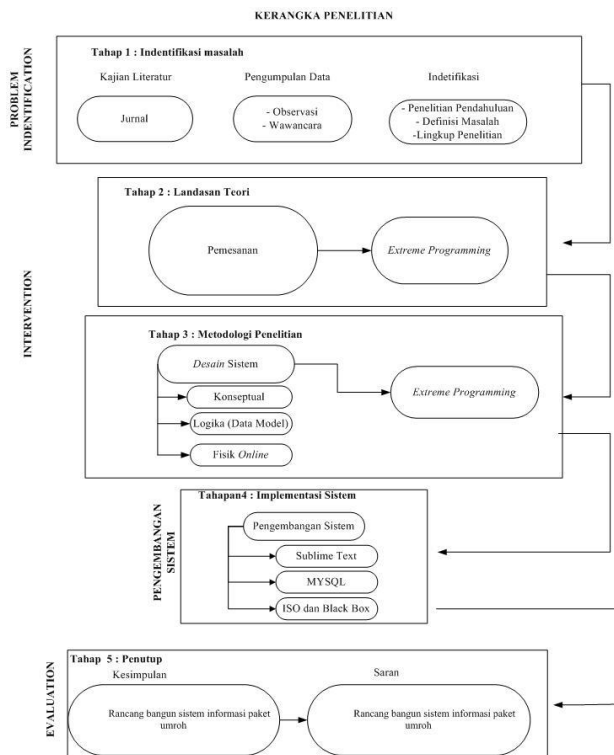 KERANGKA PENELITIAN
PROBLEM
INDENTIFICATION
Tahap 1 : Indentifikasi masalah
Kajian Literatur
Pengumpulan Data
Indetifikasi
Jurnal
- Observasi
- Wawancara
- Penelitian Pendahuluan
- Definisi Masalah
-Lingkup Penelitian
INTERVENTION
Tahap 2 : Landasan Teori
Pemesanan
Extreme Programming
Tahap 3 : Metodologi Penelitian
Desain Sistem
Konseptual
Logika (Data Model)
Fisik Online
Extreme Programming
PENGEMBANGAN
SISTEM
Tahapan4 : Implementasi Sistem
Pengembangan Sistem
Sublime Text
MYSQL
ISO dan Black Box
EVALUATION
Tahap 5 : Penutup
Kesimpulan
Saran
Rancang bangun sistem informasi paket
umroh
Rancang bangun sistem informasi paket
umroh